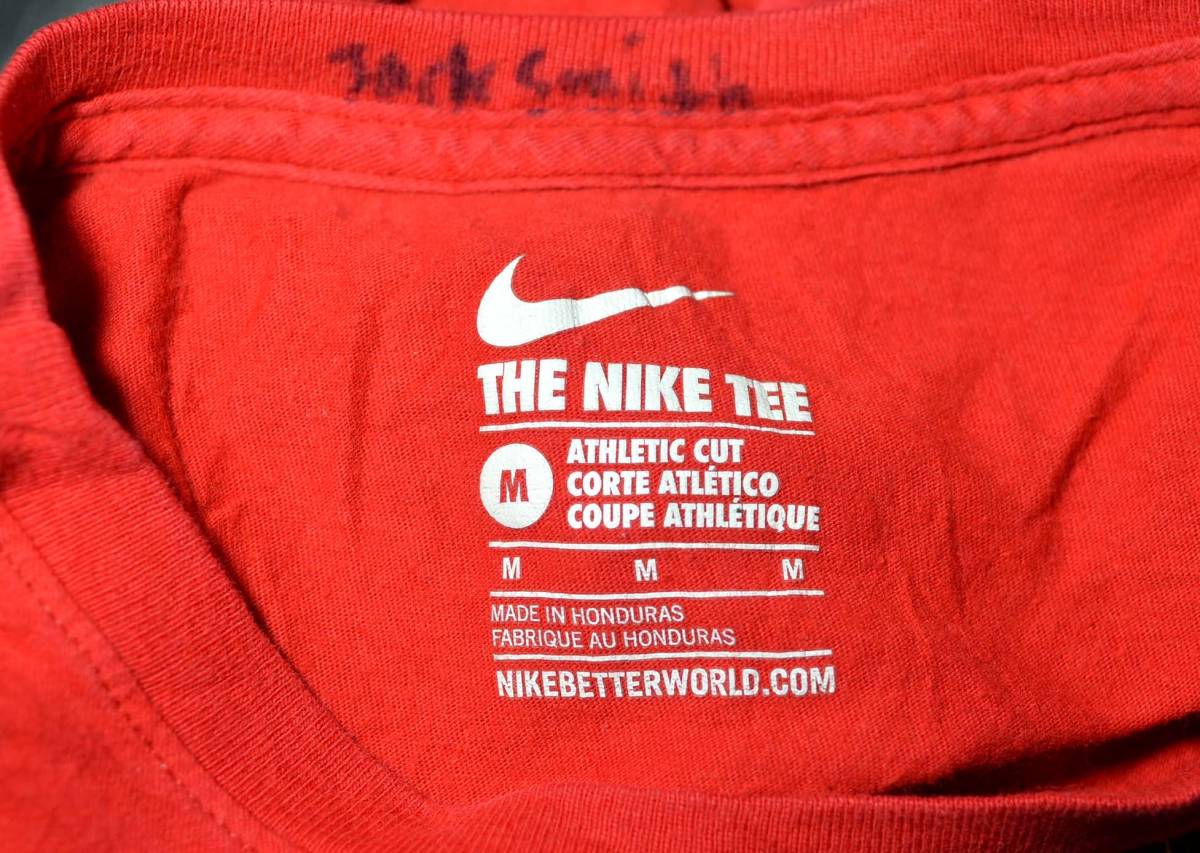 Jack Smith
THE NIKE TEE
M
ATHLETIC CUT
CORTE ATLÉTICO
COUPE ATHLÉTIQUE
M M M
MADE IN HONDURAS
FABRIQUE AU HONDURAS
NIKEBETTERWORLD.COM